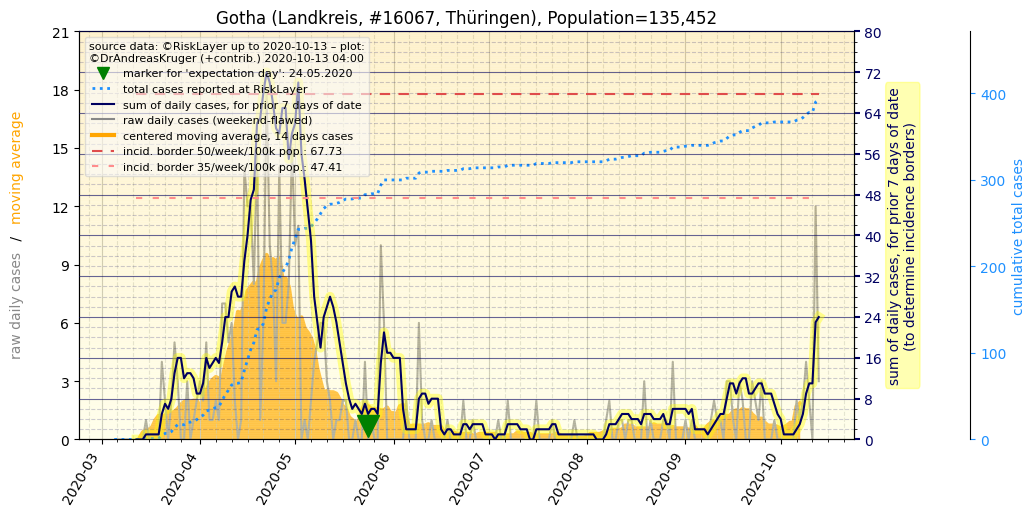 Gotha (Landkreis, #16067, Thüringen), Population=135,452
source data: ©RiskLayer up to 2020-10-13 – plot:
©DrAndreasKruger (+contrib.) 2020-10-13 04:00
marker for 'expectation day': 24.05.2020
total cases reported at RiskLayer
sum of daily cases, for prior 7 days of date
raw daily cases (weekend-flawed)
centered moving average, 14 days cases
incid. border 50/week/100k pop.: 67.73
incid. border 35/week/100k pop.: 47.41
raw daily cases / moving average
21
18
15
12
9
6
3
0
80
72
64
56
48
40
32
24
16
8
0
sum of daily cases, for prior 7 days of date
(to determine incidence borders)
400
300
200
100
0
cumulative total cases
2020-03
2020-04
2020-05
2020-06
2020-07
2020-08
2020-09
2020-10